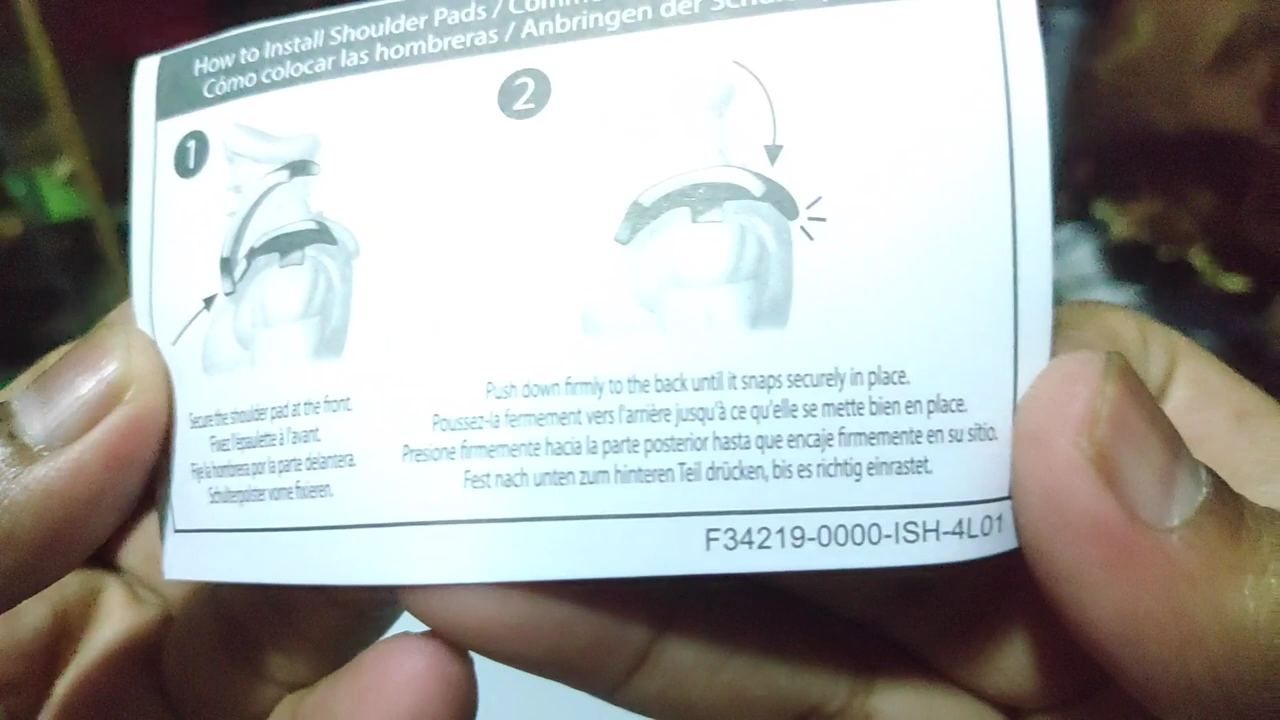 How to Install Shoulder Pads /
Cómo colocar las hombreras / Anbringen der
1
2
Secure the shoulder pad at the front.
Fixez l'épaulette à l'avant.
Fije la hombrera por la parte delantera.
Schulterpolster vorne fixieren.
Push down firmly to the back until it snaps securely in place.
Poussez-la fermement vers l'arrière jusqu'à ce qu'elle se mette bien en place.
Presione firmemente hacia la parte posterior hasta que encaje firmemente en su sitio.
Fest nach unten zum hinteren Teil drücken, bis es richtig einrastet.
F34219-0000-ISH-4L01